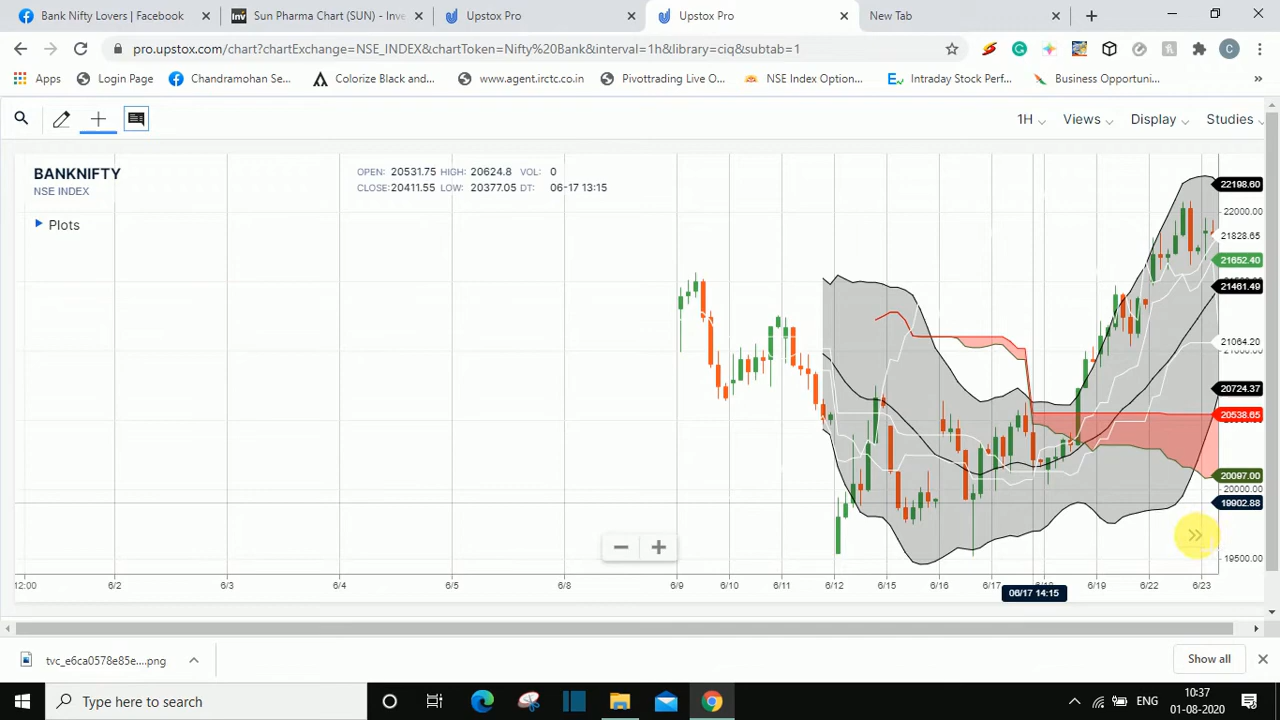 Bank Nifty Lovers | Facebook
Sun Pharma Chart (SUN) - Inve
Upstox Pro
Upstox Pro
New Tab
pro.upstox.com/chart?chartExchange=NSE_INDEX&chartToken=Nifty%20Bank&interval=1h&library=ciq&subtab=1
C
Apps
Login Page
Chandramohan Se...
Colorize Black and...
www.agent.irctc.co.in
Pivottrading Live C...
NSE Index Option...
Intraday Stock Perf...
Business Opportuni...
»
1H
Views
Display
Studies
BANKNIFTY
NSE INDEX
OPEN: 20531.75 HIGH: 20624.8 VOL: 0
CLOSE:20411.55 LOW: 20377.05 DT: 06-17 13:15
Plots
22198.60
22000.00
21828.65
21652.40
21461.49
21064.20
20724.37
20538.65
20097.00
20000.00
19902.88
19500.00
12:00 6/2 6/3 6/4 6/5 6/8 6/9 6/10 6/11 6/12 6/15 6/16 6/17 6/18 6/19 6/22 6/23
06/17 14:15
tvc_e6ca0578e85e....png
Show all
Type here to search
ENG
10:37
01-08-2020